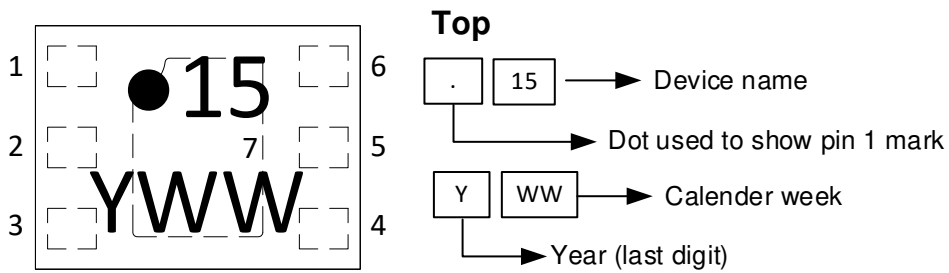 Top
1 15 6
. 15 Device name
Dot used to show pin 1 mark
2 7 5
YWW
Y WW Calender week
3 4
Year (last digit)